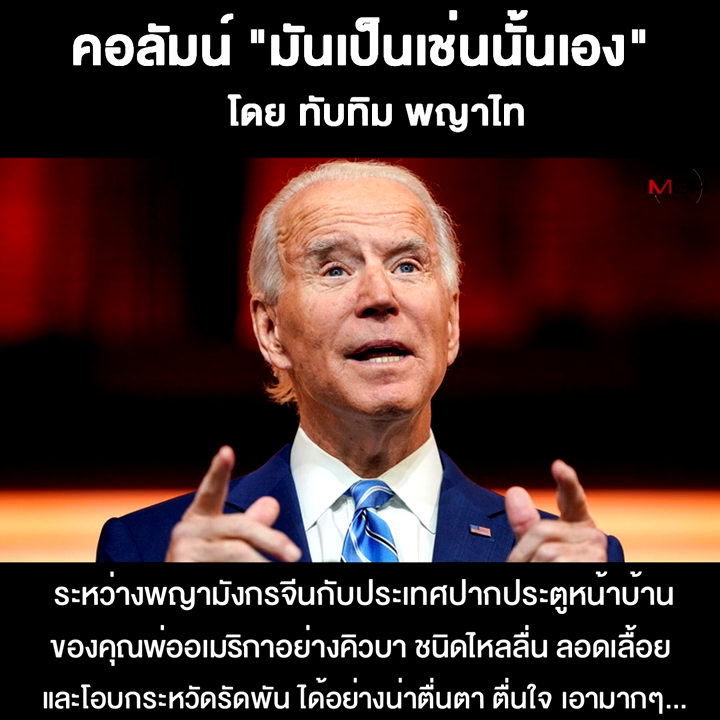 คอลัมน์ "มันเป็นเช่นนั้นเอง"
โดย ทับทิม พญาไท
M
ระหว่างพญามังกรจีนกับประเทศปากประตูหน้าบ้าน
ของคุณพ่ออเมริกาอย่างคิวบา ชนิดไหลลื่น ลอดเลื้อย
และโอบกระหวัดรัดพัน ได้อย่างน่าตื่นตา ตื่นใจ เอามากๆ...